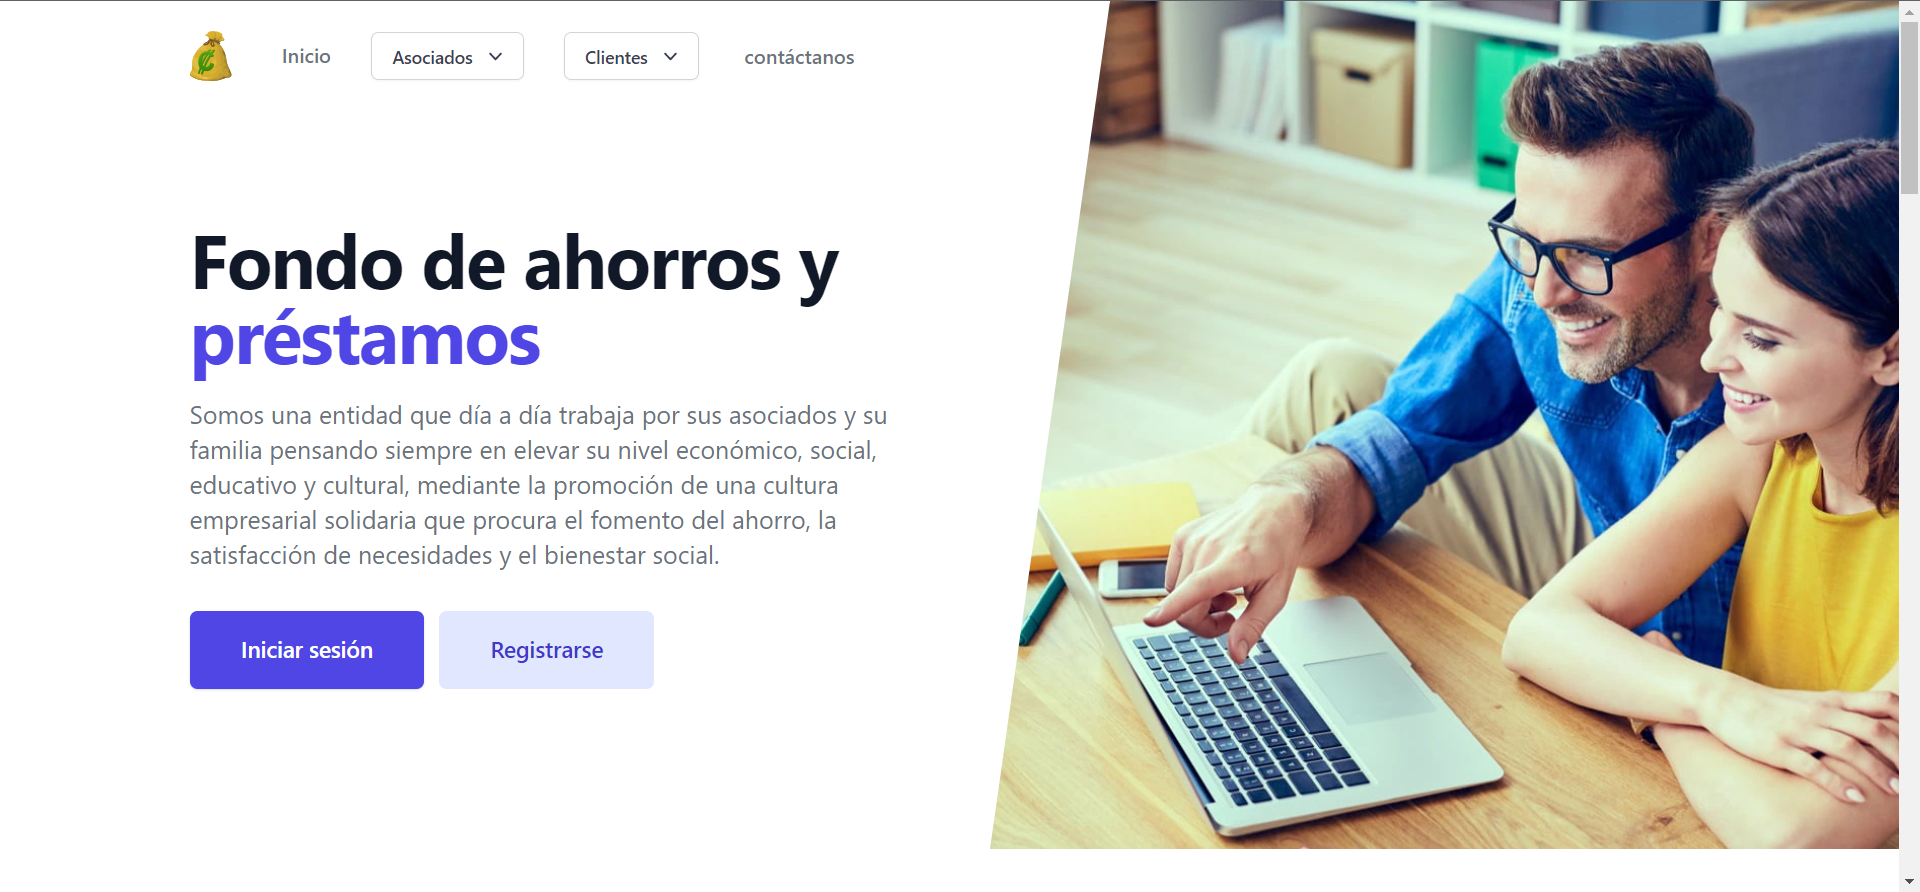 Inicio
Asociados
Clientes
contáctanos
Fondo de ahorros y
préstamos
Somos una entidad que día a día trabaja por sus asociados y su
familia pensando siempre en elevar su nivel económico, social,
educativo y cultural, mediante la promoción de una cultura
empresarial solidaria que procura el fomento del ahorro, la
satisfacción de necesidades y el bienestar social.
Iniciar sesión
Registrarse